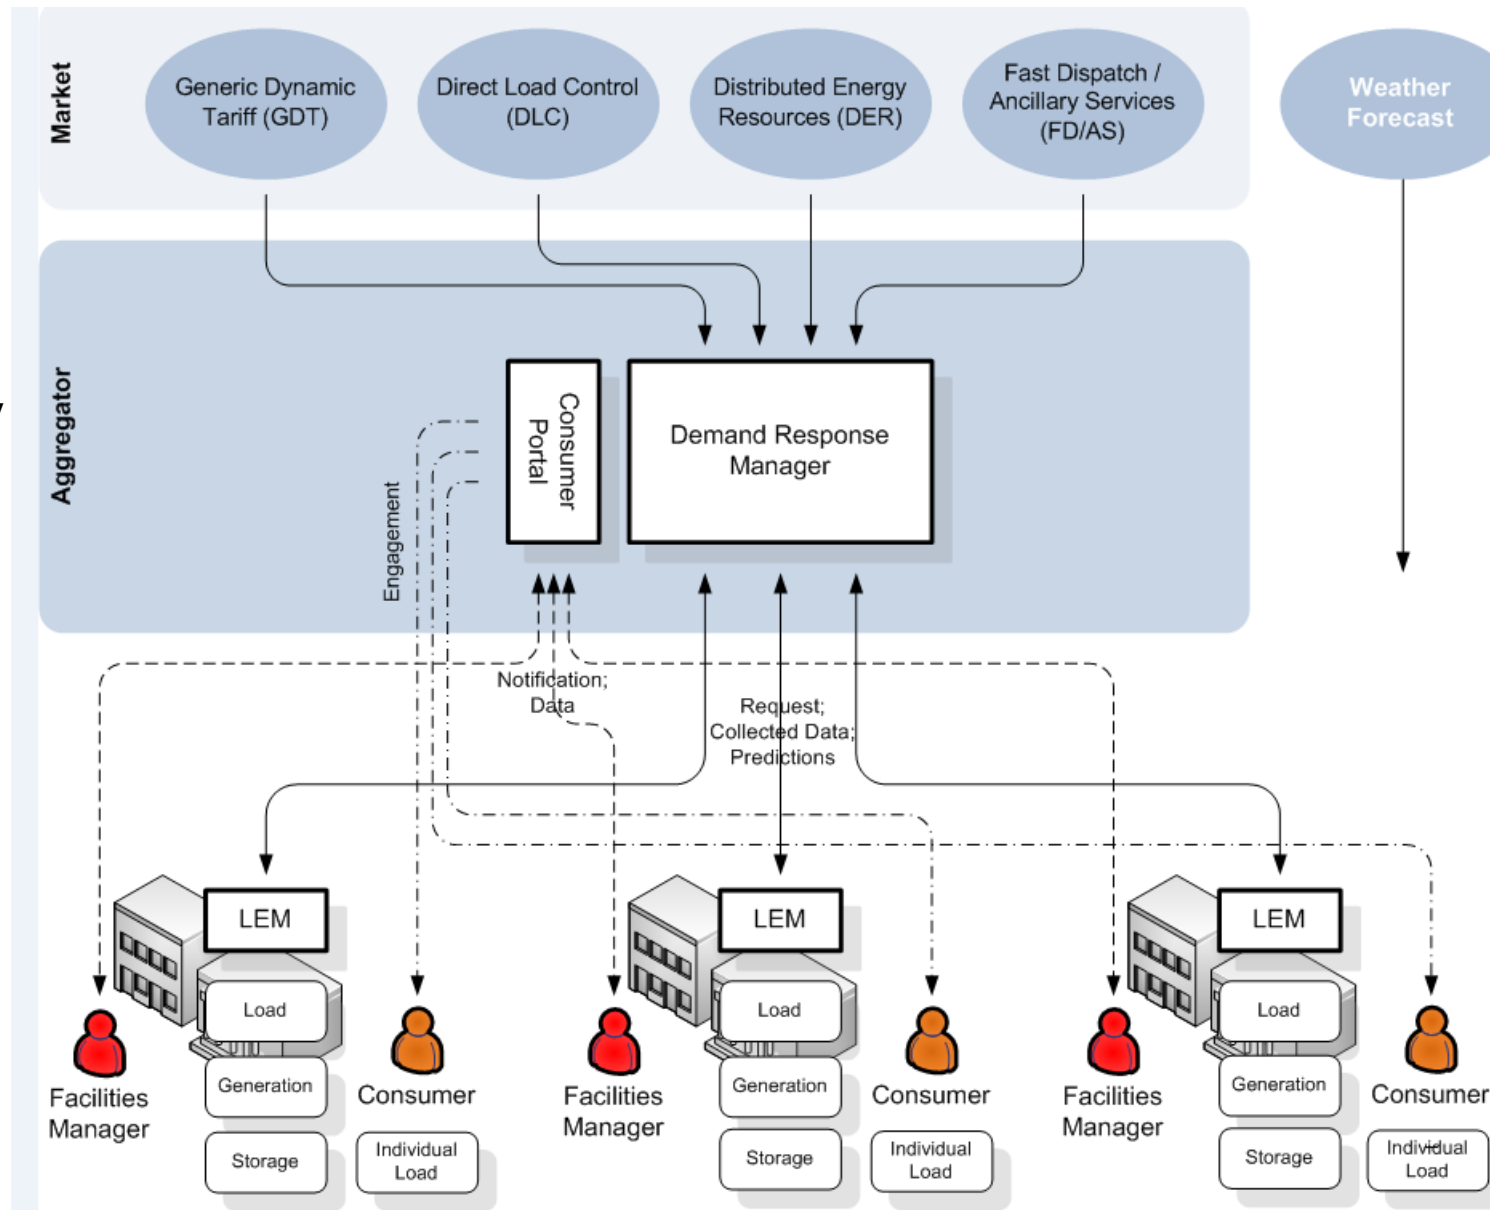 Market
Generic Dynamic
Tariff (GDT)
Direct Load Control
(DLC)
Distributed Energy
Resources (DER)
Fast Dispatch /
Ancillary Services
(FD/AS)
Weather
Forecast
Aggregator
Consumer
Portal
Demand Response
Manager
Engagement
Notification;
Data
Request;
Collected Data;
Predictions
LEM
Load
Generation
Storage
Facilities
Manager
Consumer
Individual
Load
LEM
Load
Generation
Storage
Facilities
Manager
Consumer
Individual
Load
LEM
Load
Generation
Storage
Facilities
Manager
Consumer
Individual
Load